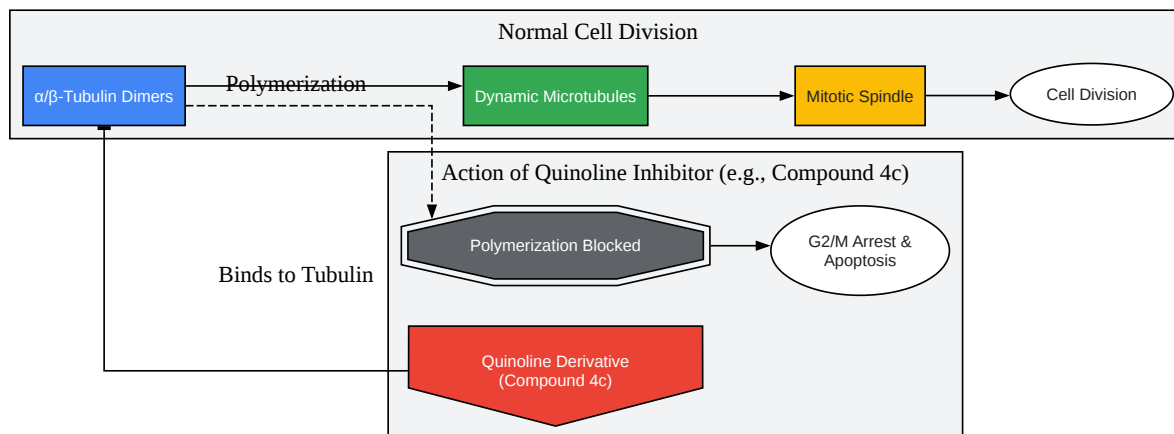 Normal Cell Division
α/β-Tubulin Dimers
Polymerization
Dynamic Microtubules
Mitotic Spindle
Cell Division
Action of Quinoline Inhibitor (e.g., Compound 4c)
Polymerization Blocked
G2/M Arrest &
Apoptosis
Binds to Tubulin
Quinoline Derivative
(Compound 4c)